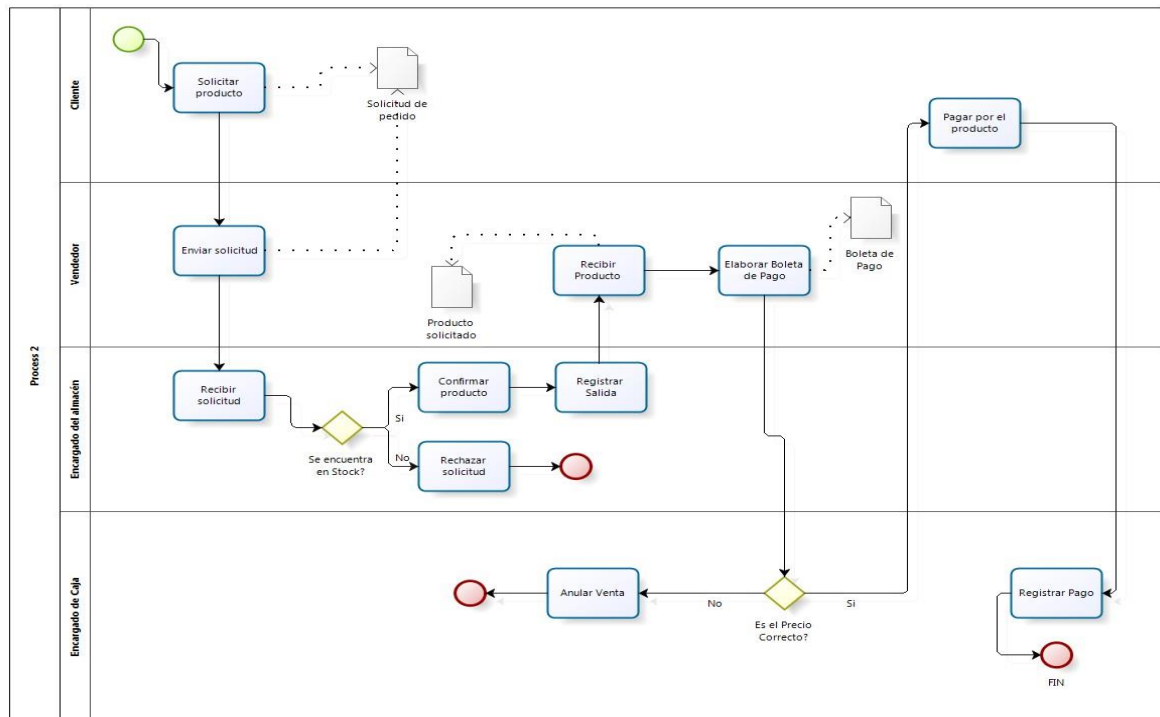 Process 2
Cliente
Solicitar
producto
Solicitud de
pedido
Pagar por el
producto
Vendedor
Enviar solicitud
Producto
solicitado
Recibir
Producto
Elaborar Boleta
de Pago
Boleta de
Pago
Encargado del almacén
Recibir
solicitud
Se encuentra
en Stock?
Si
No
Confirmar
producto
Registrar
Salida
Rechazar
solicitud
Encargado de Caja
Anular Venta
No
Es el Precio
Correcto?
Si
Registrar Pago
FIN